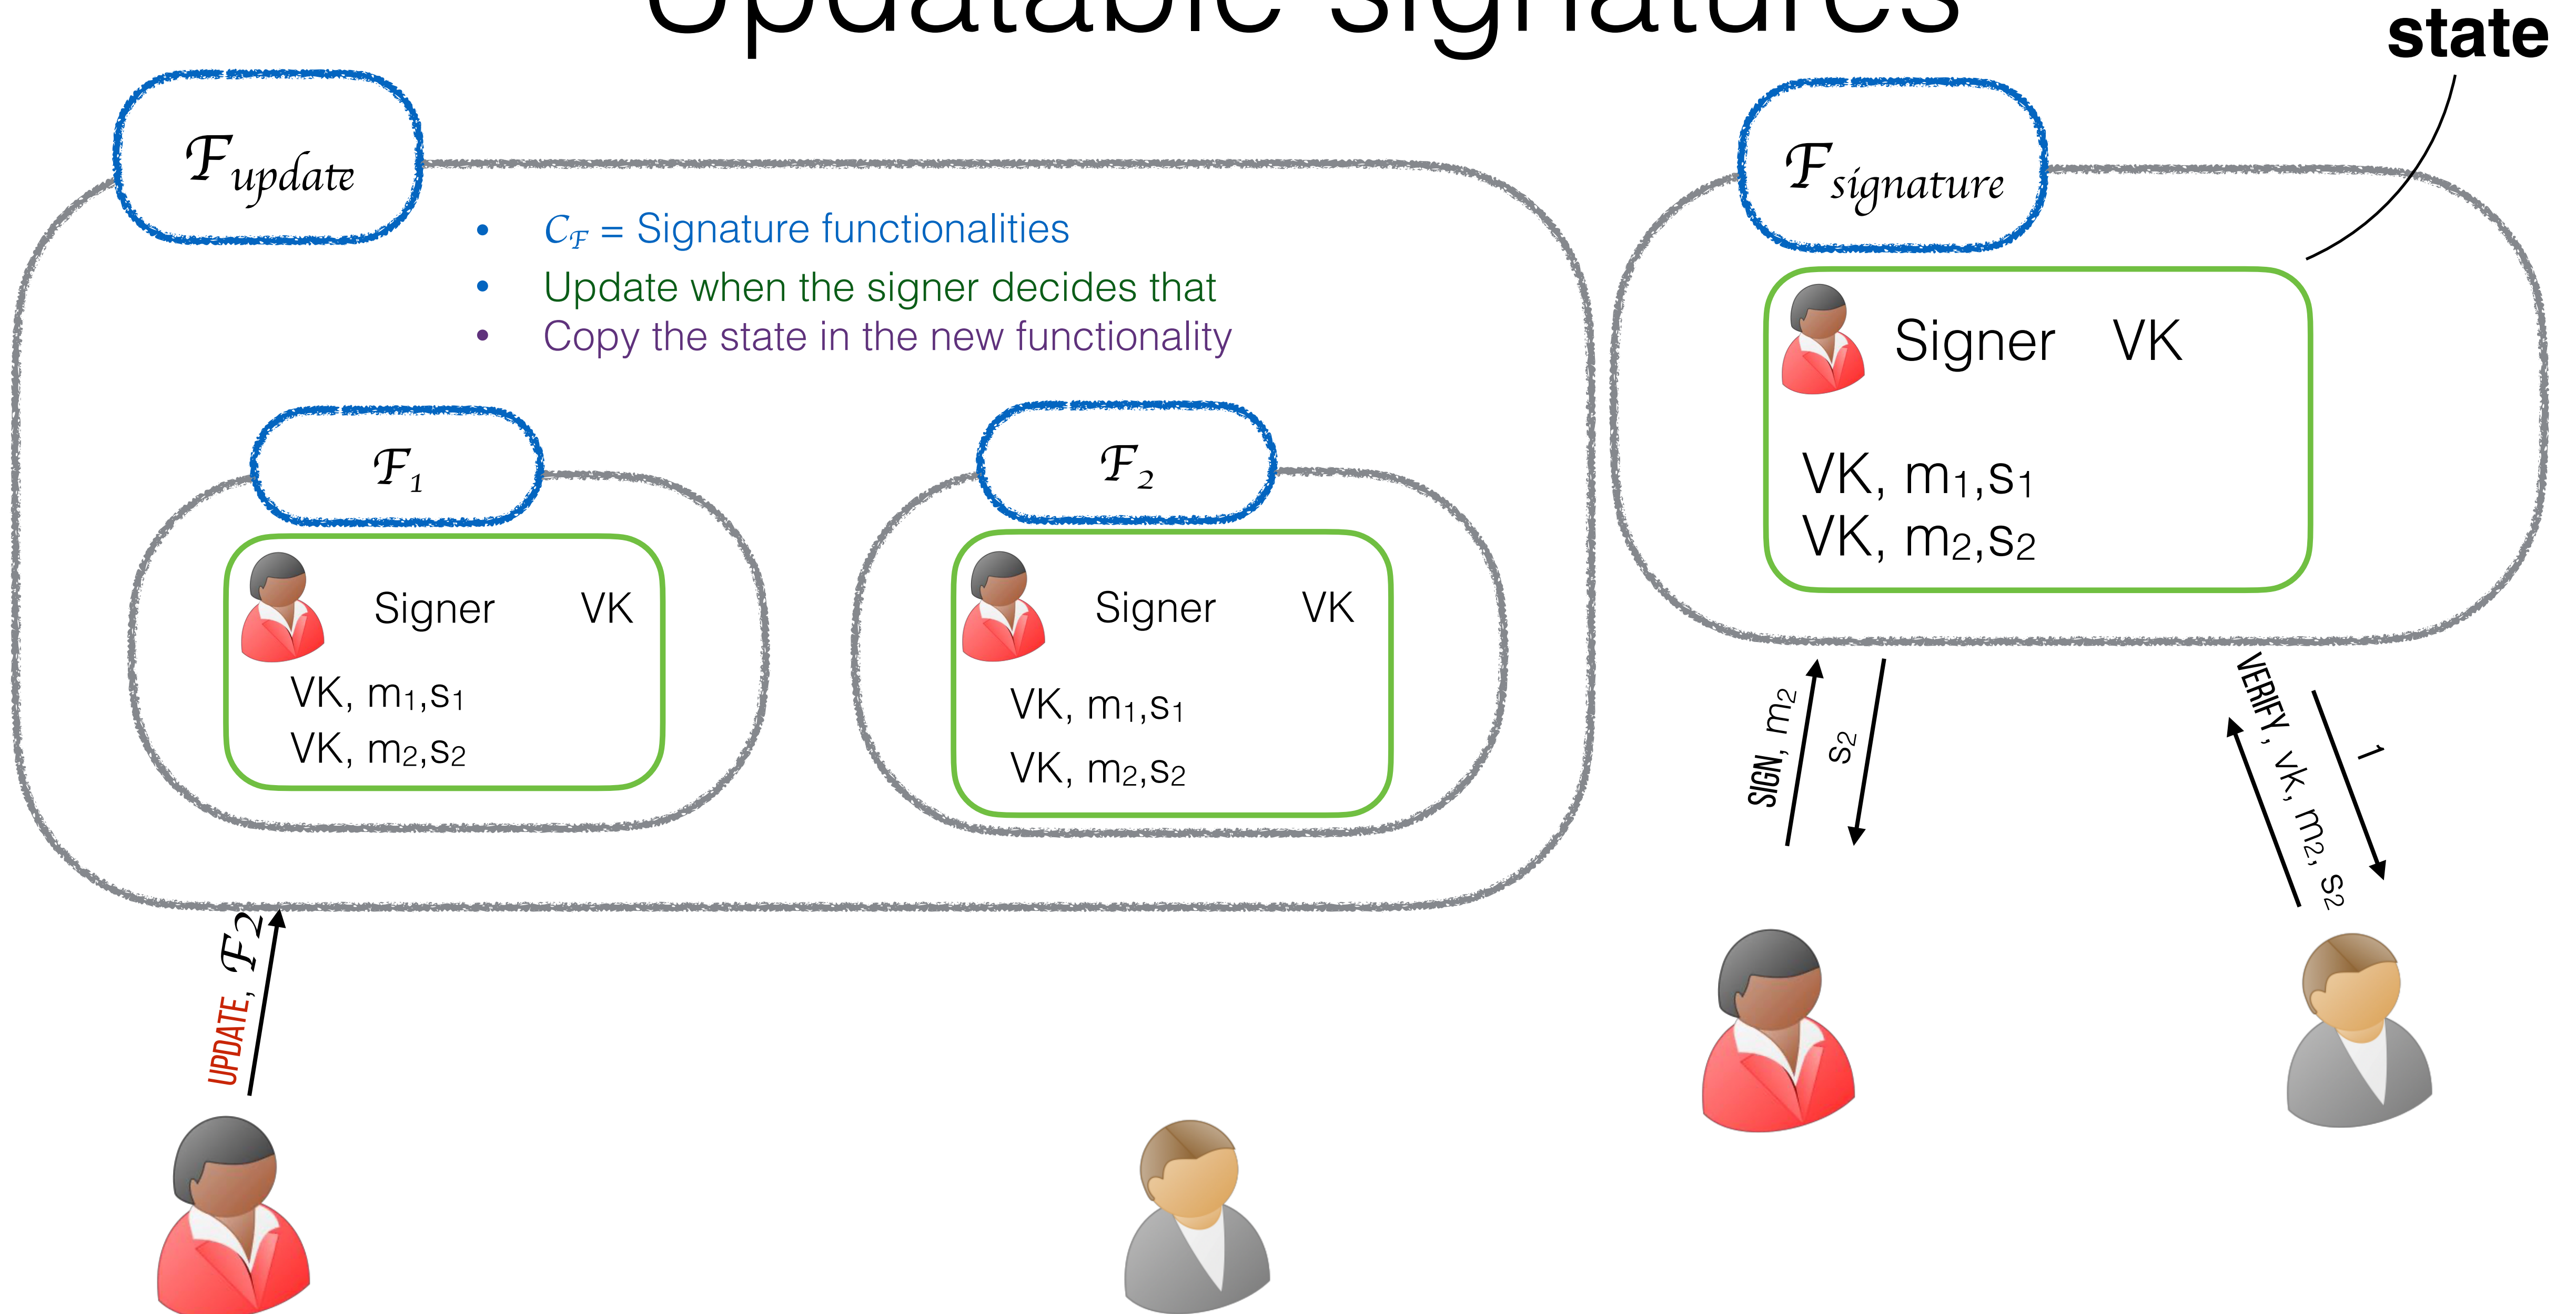 Updatable signatures
state
ℱupdate
• C_ℱ = Signature functionalities
• Update when the signer decides that
• Copy the state in the new functionality
ℱ1
Signer VK
VK, m1,s1
VK, m2,s2
ℱ2
Signer VK
VK, m1,s1
VK, m2,s2
UPDATE, ℱ2
ℱsignature
Signer VK
VK, m1,s1
VK, m2,s2
SIGN, m2
s2
VERIFY, vk, m2, s2
1